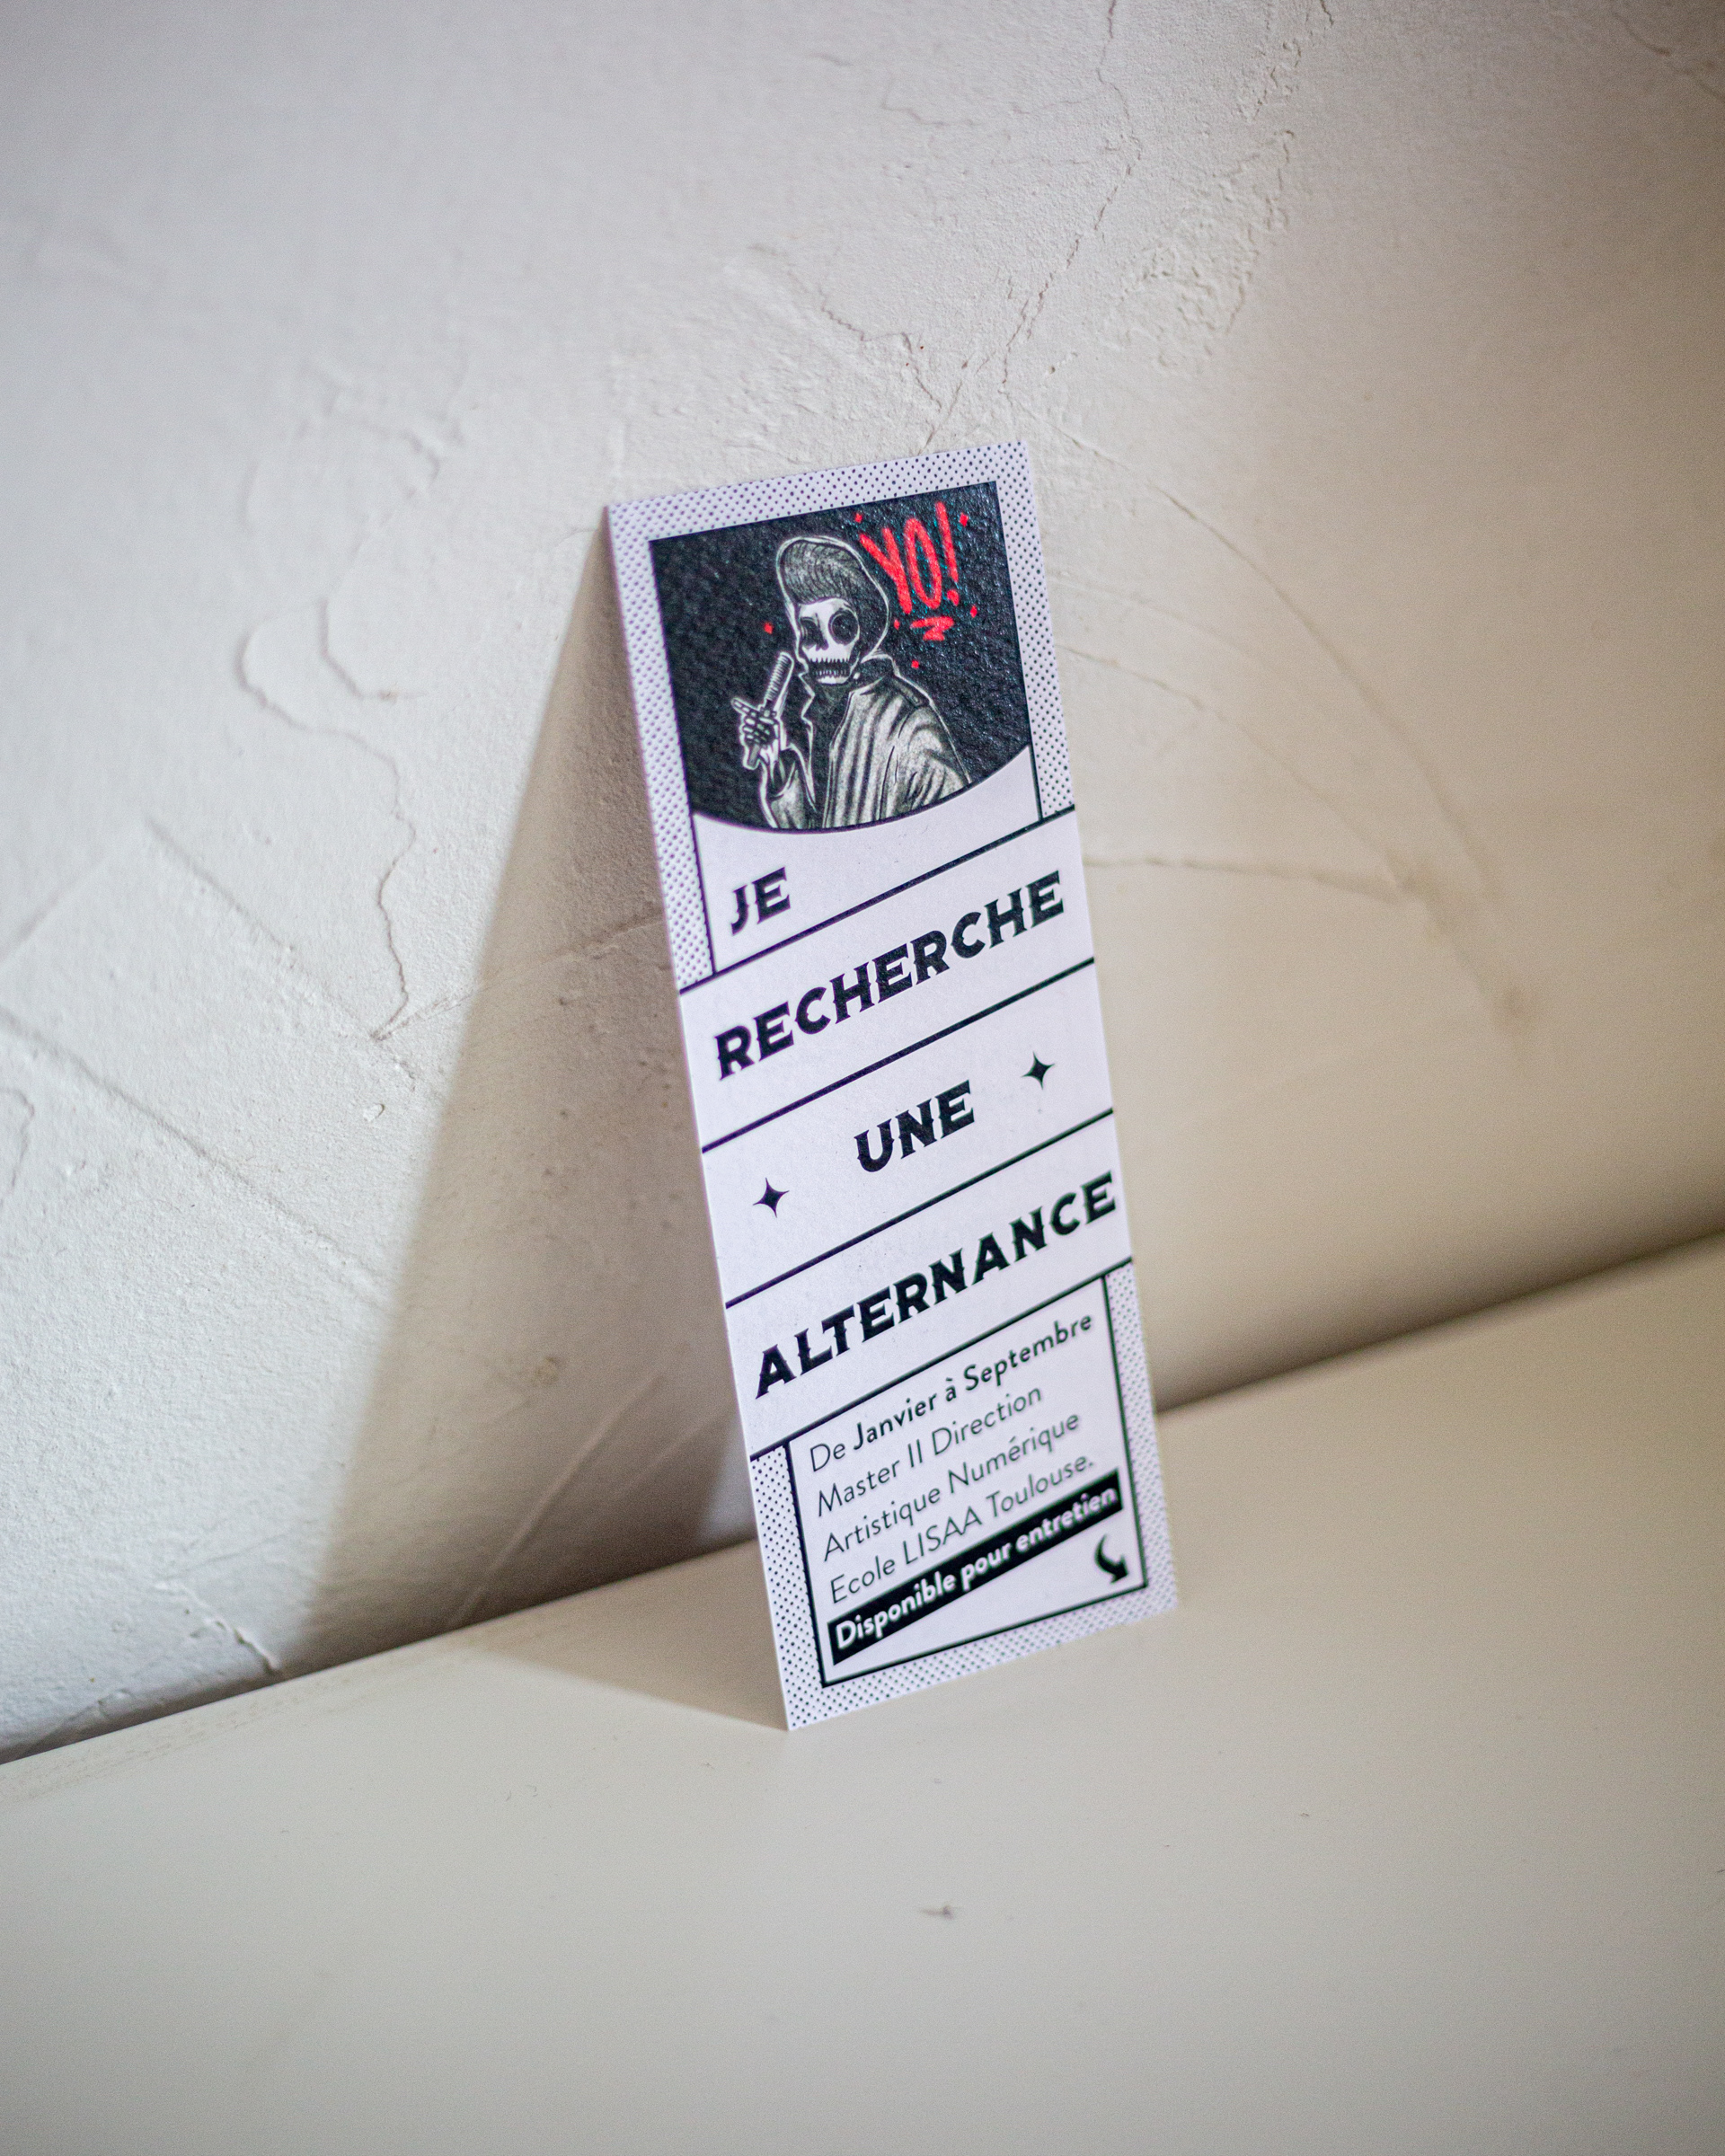 YO!
JE
RECHERCHE
UNE
ALTERNANCE
De Janvier à Septembre
Master II Direction
Artistique Numérique
Ecole LISAA Toulouse.
Disponible pour entretien